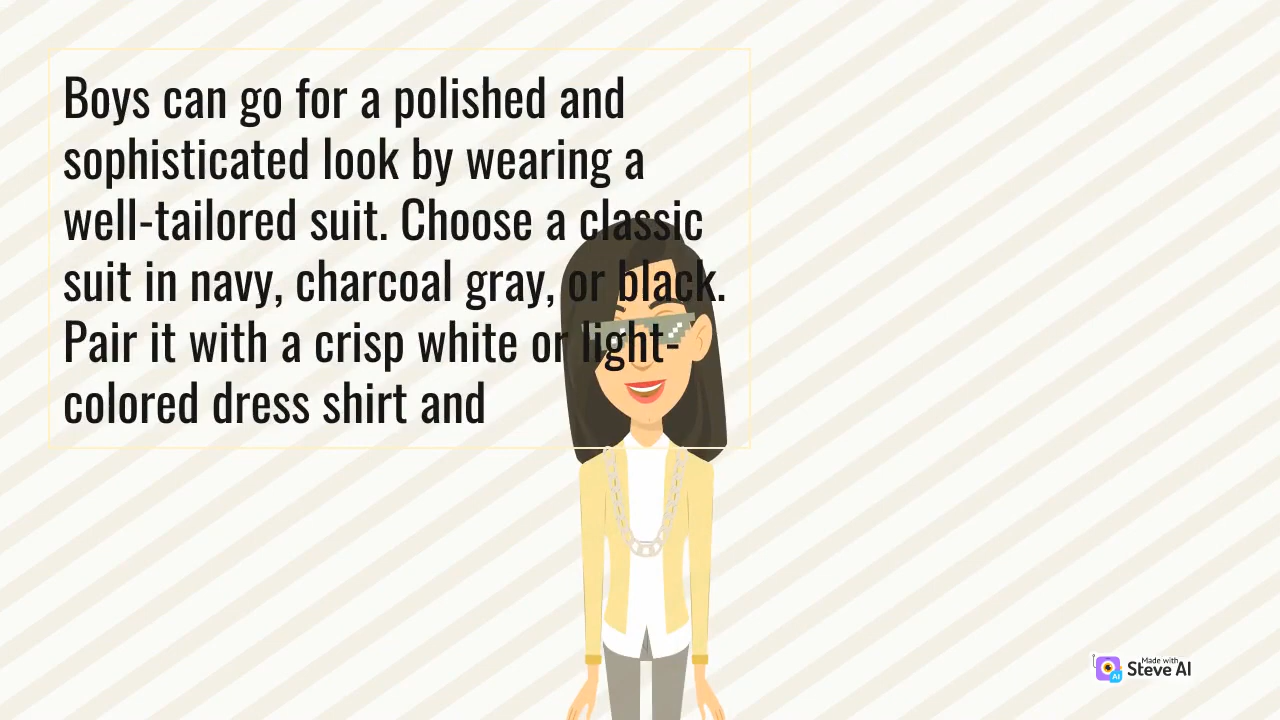 Boys can go for a polished and
sophisticated look by wearing a
well-tailored suit. Choose a classic
suit in navy, charcoal gray, or black.
Pair it with a crisp white or light-
colored dress shirt and
Made with
Steve AI
AI